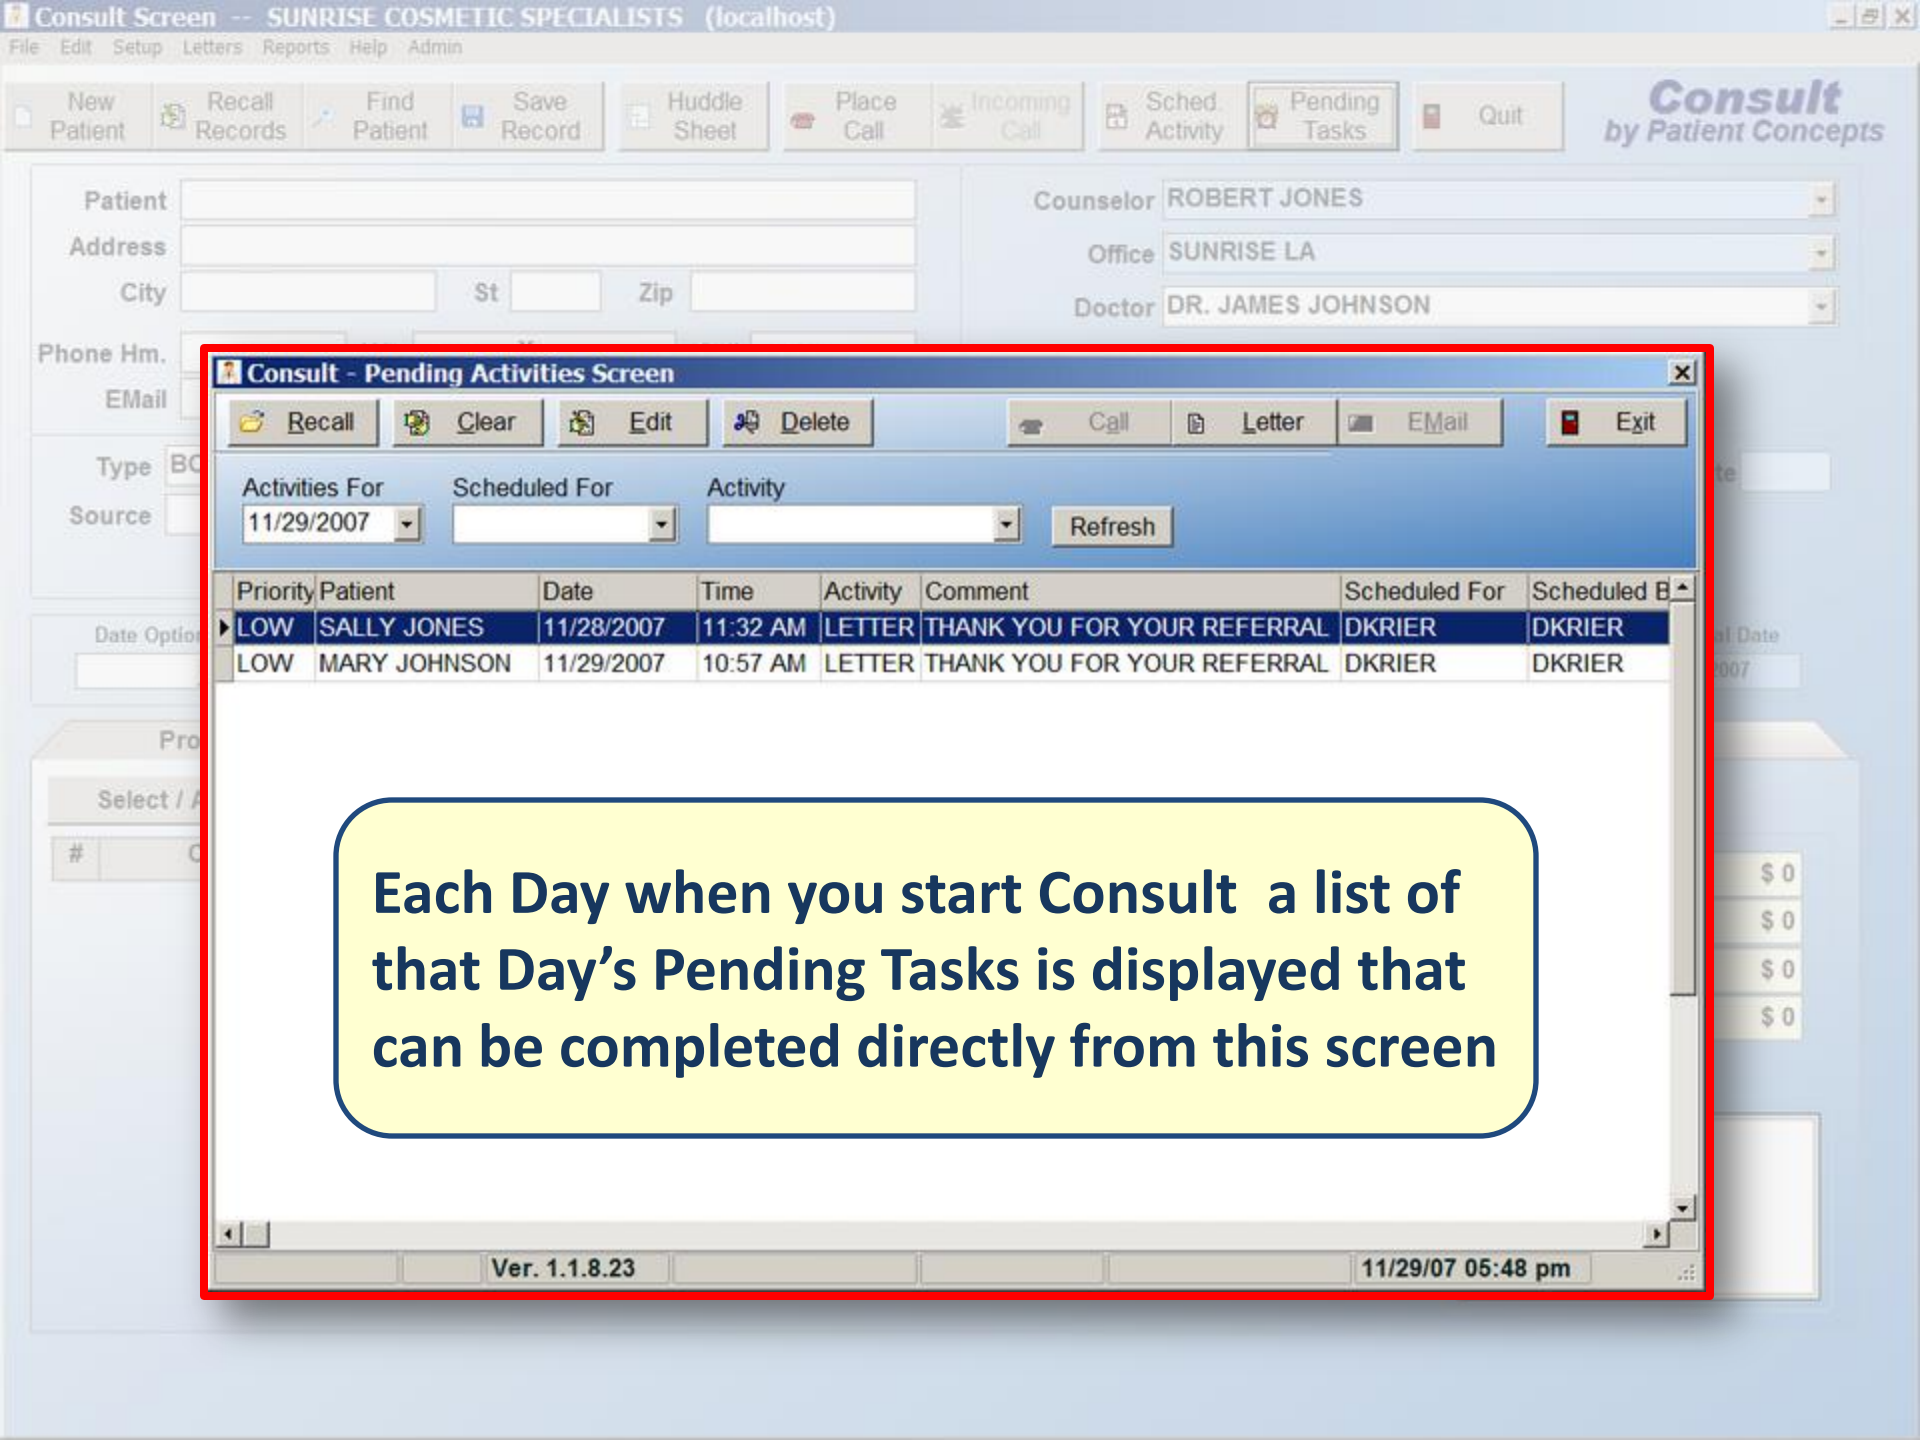 Consult Screen -- SUNRISE COSMETIC SPECIALISTS (localhost)
File Edit Setup Letters Reports Help Admin
New Patient
Recall Records
Find Patient
Save Record
Huddle Sheet
Place Call
Incoming Call
Sched. Activity
Pending Tasks
Quit
Consult
by Patient Concepts
Patient
Counselor ROBERT JONES
Address
Office SUNRISE LA
City St Zip
Doctor DR. JAMES JOHNSON
Phone Hm.
EMail
Type
Source
Date
#
$ 0
$ 0
$ 0
$ 0
Consult - Pending Activities Screen
Recall Clear Edit Delete Call Letter EMail Exit
Activities For Scheduled For Activity
11/29/2007 Refresh
Priority Patient Date Time Activity Comment Scheduled For Scheduled B
LOW SALLY JONES 11/28/2007 11:32 AM LETTER THANK YOU FOR YOUR REFERRAL DKRIER DKRIER
LOW MARY JOHNSON 11/29/2007 10:57 AM LETTER THANK YOU FOR YOUR REFERRAL DKRIER DKRIER
Each Day when you start Consult a list of
that Day’s Pending Tasks is displayed that
can be completed directly from this screen
Ver. 1.1.8.23 11/29/07 05:48 pm